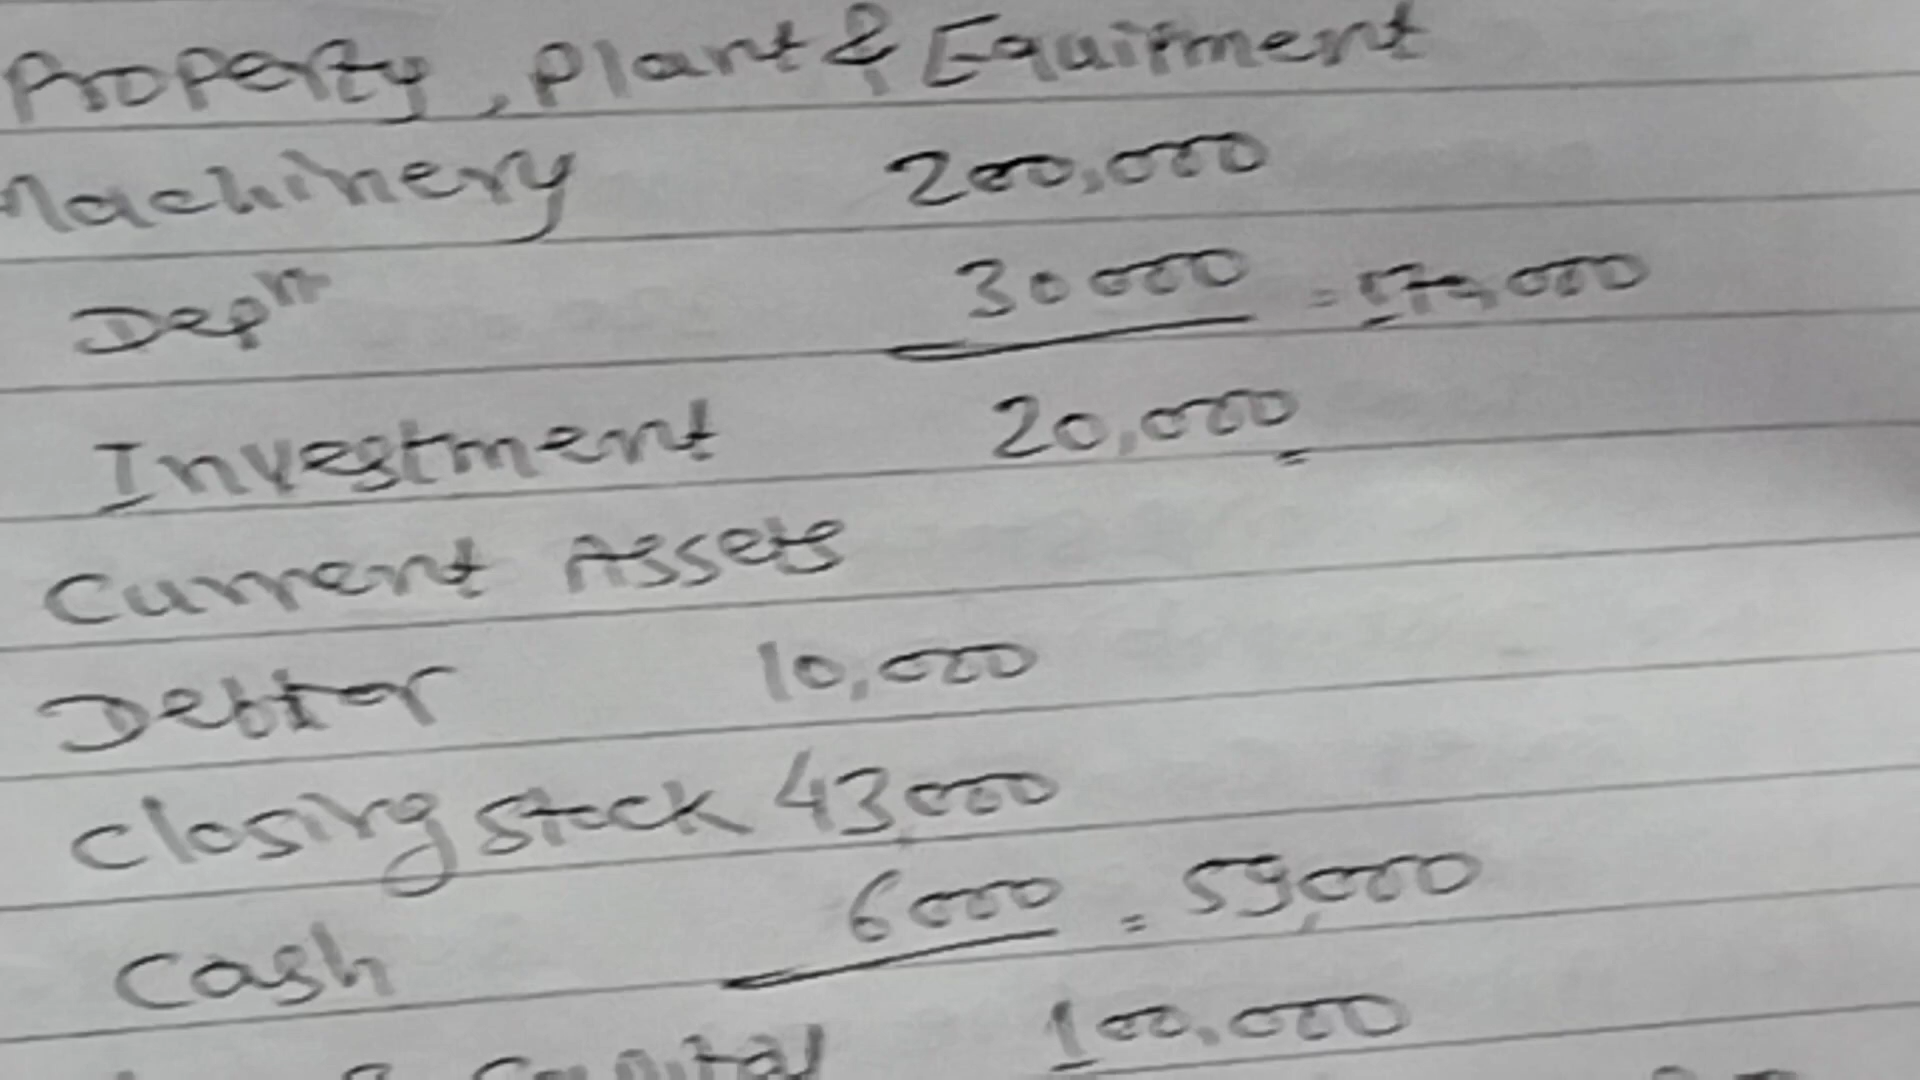 Property, Plant & Equipment
Machinery 200,000
Depn 30000 = 170,000
Investment 20,000
Current Assets
Debtor 10,000
Closing stock 43,000
Cash 6000 = 59,000
Capital 100,000